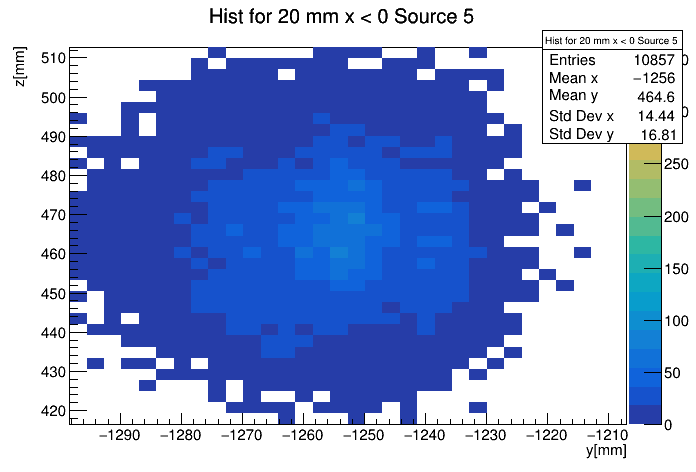 Hist for 20 mm x < 0 Source 5
Hist for 20 mm x < 0 Source 5
Entries 10857
Mean x −1256
Mean y 464.6
Std Dev x 14.44
Std Dev y 16.81
z[mm]
510
500
490
480
470
460
450
440
430
420
−1290 −1280 −1270 −1260 −1250 −1240 −1230 −1220 −1210
y[mm]
250
200
150
100
50
0